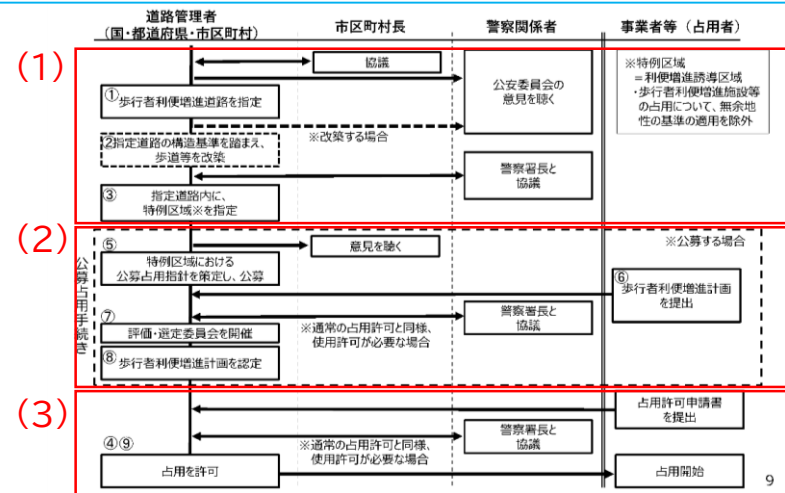 道路管理者
(国・都道府県・市区町村)
市区町村長
警察関係者
事業者等（占用者）
(1)
協議
公安委員会の
意見を聴く
※特例区域
＝利便増進誘導区域
・歩行者利便増進施設等
の占用について、無余地
性の基準の適用を除外
①歩行者利便増進道路を指定
※改築する場合
②指定道路の構造基準を踏まえ、
歩道等を改築
警察署長と
協議
③ 指定道路内に、
特例区域※を指定
(2)
公募占用手続き
※公募する場合
⑤
特例区域における
公募占用指針を策定し、公募
意見を聴く
⑥
歩行者利便増進計画
を提出
⑦
評価・選定委員会を開催
※通常の占用許可と同様、
使用許可が必要な場合
警察署長と
協議
⑧歩行者利便増進計画を認定
(3)
占用許可申請書
を提出
④⑨
占用を許可
※通常の占用許可と同様、
使用許可が必要な場合
警察署長と
協議
占用開始
9